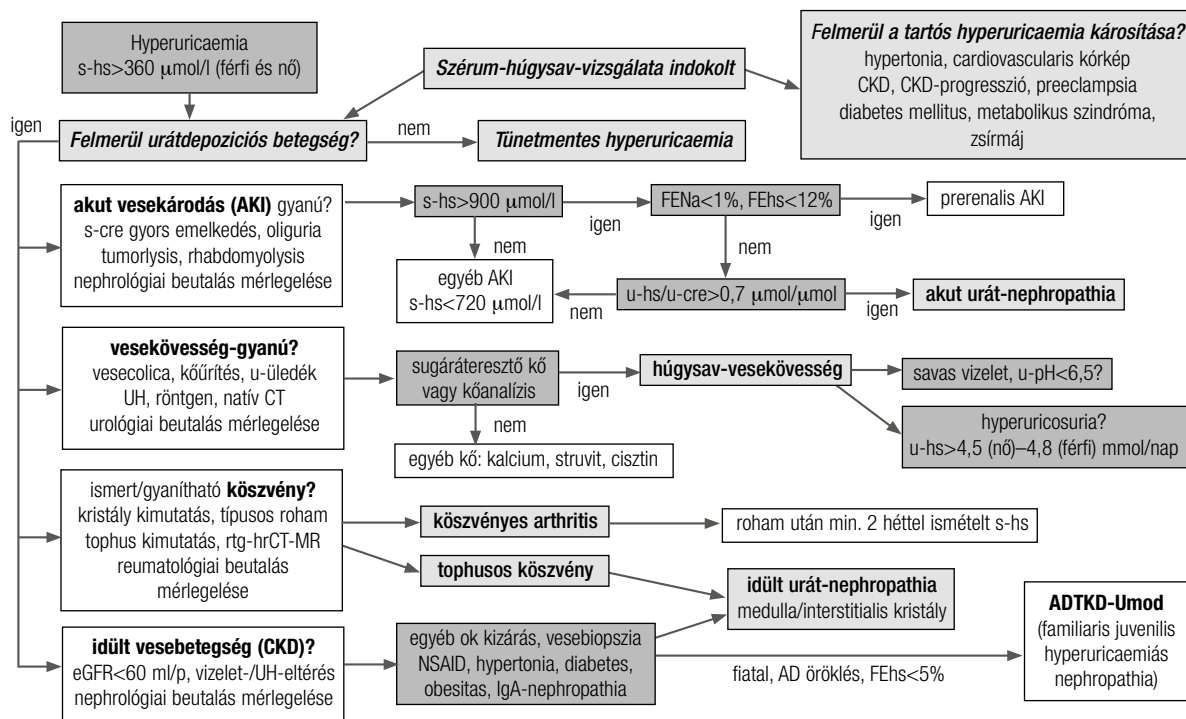 Hyperuricaemia
s-hs>360 μmol/l (férfi és nő)
Szérum-húgysav-vizsgálata indokolt
Felmerül a tartós hyperuricaemia károsítása?
hypertonia, cardiovascularis kórkép
CKD, CKD-progresszió, preeclampsia
diabetes mellitus, metabolikus szindróma,
zsírmáj
igen
Felmerül urátdepoziciós betegség?
nem
Tünetmentes hyperuricaemia
akut vesekárodás (AKI) gyanú?
s-cre gyors emelkedés, oliguria
tumorlysis, rhabdomyolysis
nephrológiai beutalás mérlegelése
s-hs>900 μmol/l
igen
FENa<1%, FEhs<12%
igen
prerenalis AKI
nem
nem
egyéb AKI
s-hs<720 μmol/l
nem
u-hs/u-cre>0,7 μmol/μmol
igen
akut urát-nephropathia
vesekövesség-gyanú?
vesecolica, kőűrítés, u-üledék
UH, röntgen, natív CT
urológiai beutalás mérlegelése
sugáráteresztő kő
vagy kőanalízis
igen
húgysav-vesekövesség
savas vizelet, u-pH<6,5?
nem
hyperuricosuria?
u-hs>4,5 (nő)–4,8 (férfi) mmol/nap
egyéb kő: kalcium, struvit, cisztin
ismert/gyanítható köszvény?
kristály kimutatás, típusos roham
tophus kimutatás, rtg-hrCT-MR
reumatológiai beutalás
mérlegelése
köszvényes arthritis
roham után min. 2 héttel ismételt s-hs
tophusos köszvény
idült urát-nephropathia
medulla/interstitialis kristály
idült vesebetegség (CKD)?
eGFR<60 ml/p, vizelet-/UH-eltérés
nephrológiai beutalás mérlegelése
egyéb ok kizárás, vesebiopszia
NSAID, hypertonia, diabetes,
obesitas, IgA-nephropathia
fiatal, AD öröklés, FEhs<5%
ADTKD-Umod
(familiaris juvenilis
hyperuricaemiás
nephropathia)